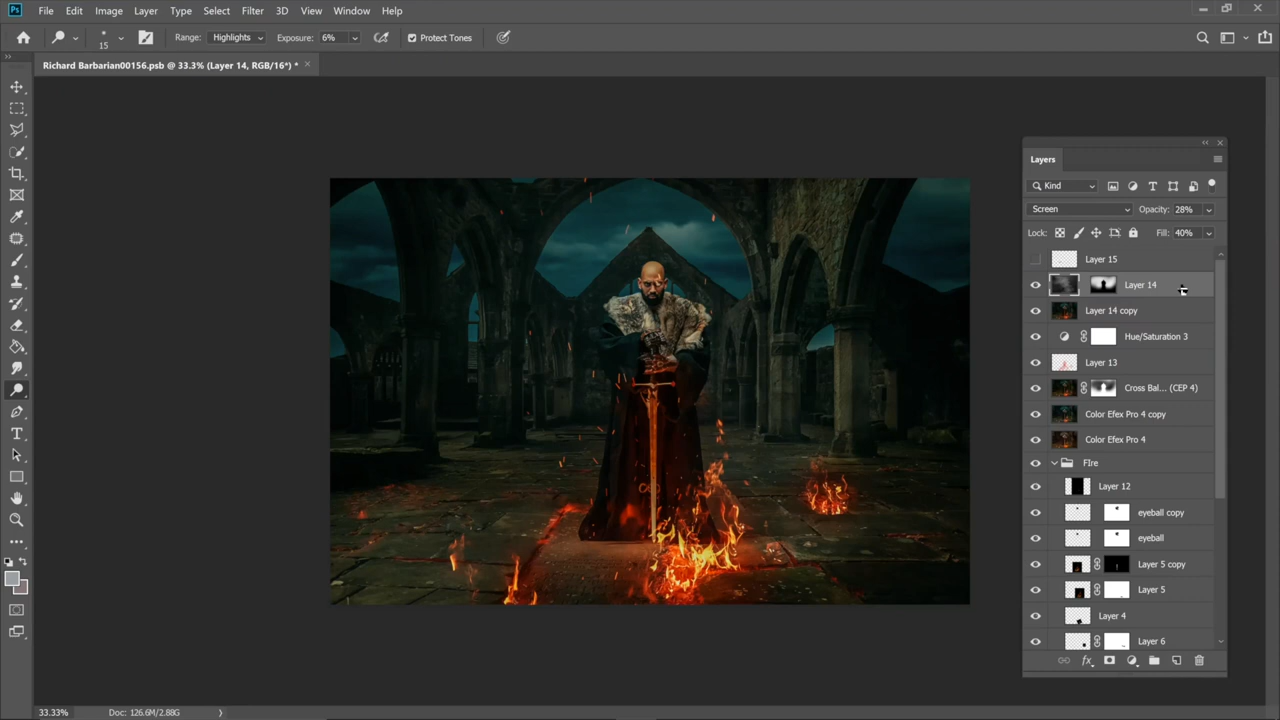 Ps File Edit Image Layer Type Select Filter 3D View Window Help
15 Range: Highlights Exposure: 6% Protect Tones
Richard Barbarian00156.psb @ 33.3% (Layer 14, RGB/16*) *
Layers
Kind
Screen Opacity: 28%
Lock: Fill: 40%
Layer 15
Layer 14
Layer 14 copy
Hue/Saturation 3
Layer 13
Cross Bal... (CEP 4)
Color Efex Pro 4 copy
Color Efex Pro 4
FIre
Layer 12
eyeball copy
eyeball
Layer 5 copy
Layer 5
Layer 4
Layer 6
fx
33.33% Doc: 126.6M/2.88G